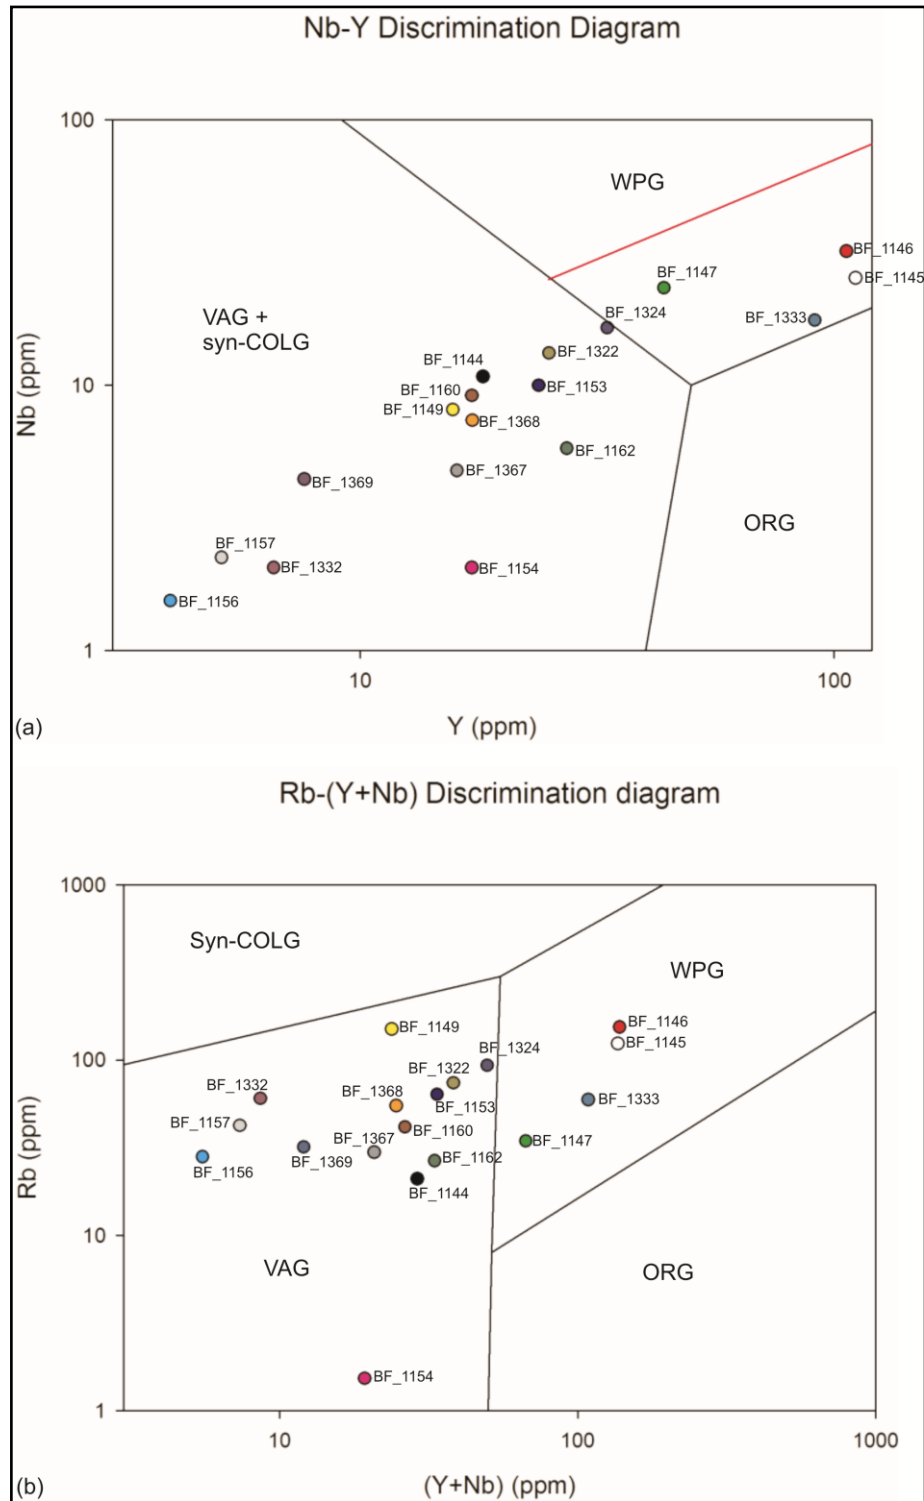 Nb-Y Discrimination Diagram
100
WPG
BF_1146
BF_1147
BF_1145
BF_1324
BF_1333
VAG +
syn-COLG
BF_1322
BF_1144
10
BF_1160
BF_1153
BF_1149
BF_1368
BF_1162
BF_1367
BF_1369
ORG
BF_1157
BF_1332
BF_1154
BF_1156
1
Nb (ppm)
10
100
Y (ppm)
(a)
Rb-(Y+Nb) Discrimination diagram
1000
Syn-COLG
WPG
BF_1149
BF_1146
BF_1145
BF_1324
100
BF_1322
BF_1332
BF_1368
BF_1333
BF_1153
BF_1157
BF_1160
BF_1367
BF_1147
BF_1156
BF_1369
BF_1162
BF_1144
Rb (ppm)
10
VAG
ORG
BF_1154
1
10
100
1000
(Y+Nb) (ppm)
(b)